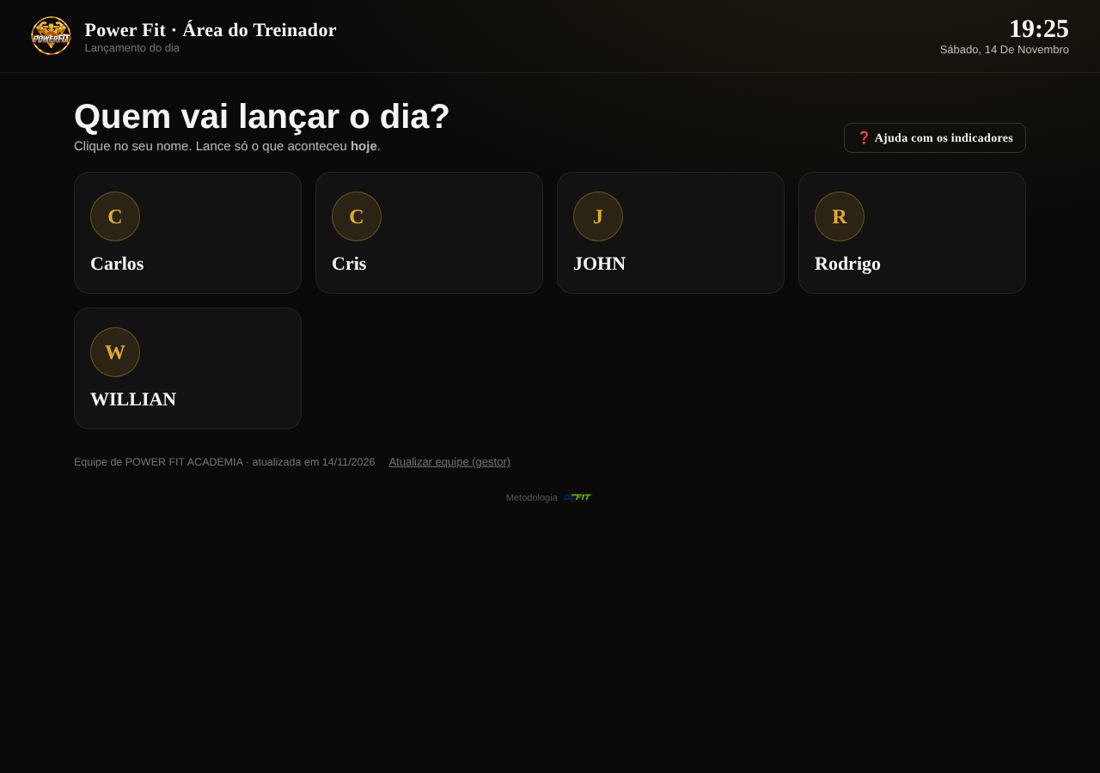 POWERFIT
Power Fit · Área do Treinador
Lançamento do dia
19:25
Sábado, 14 De Novembro
Quem vai lançar o dia?
Clique no seu nome. Lance só o que aconteceu hoje.
❓ Ajuda com os indicadores
C
Carlos
C
Cris
J
JOHN
R
Rodrigo
W
WILLIAN
Equipe de POWER FIT ACADEMIA · atualizada em 14/11/2026 Atualizar equipe (gestor)
Metodologia
FIT